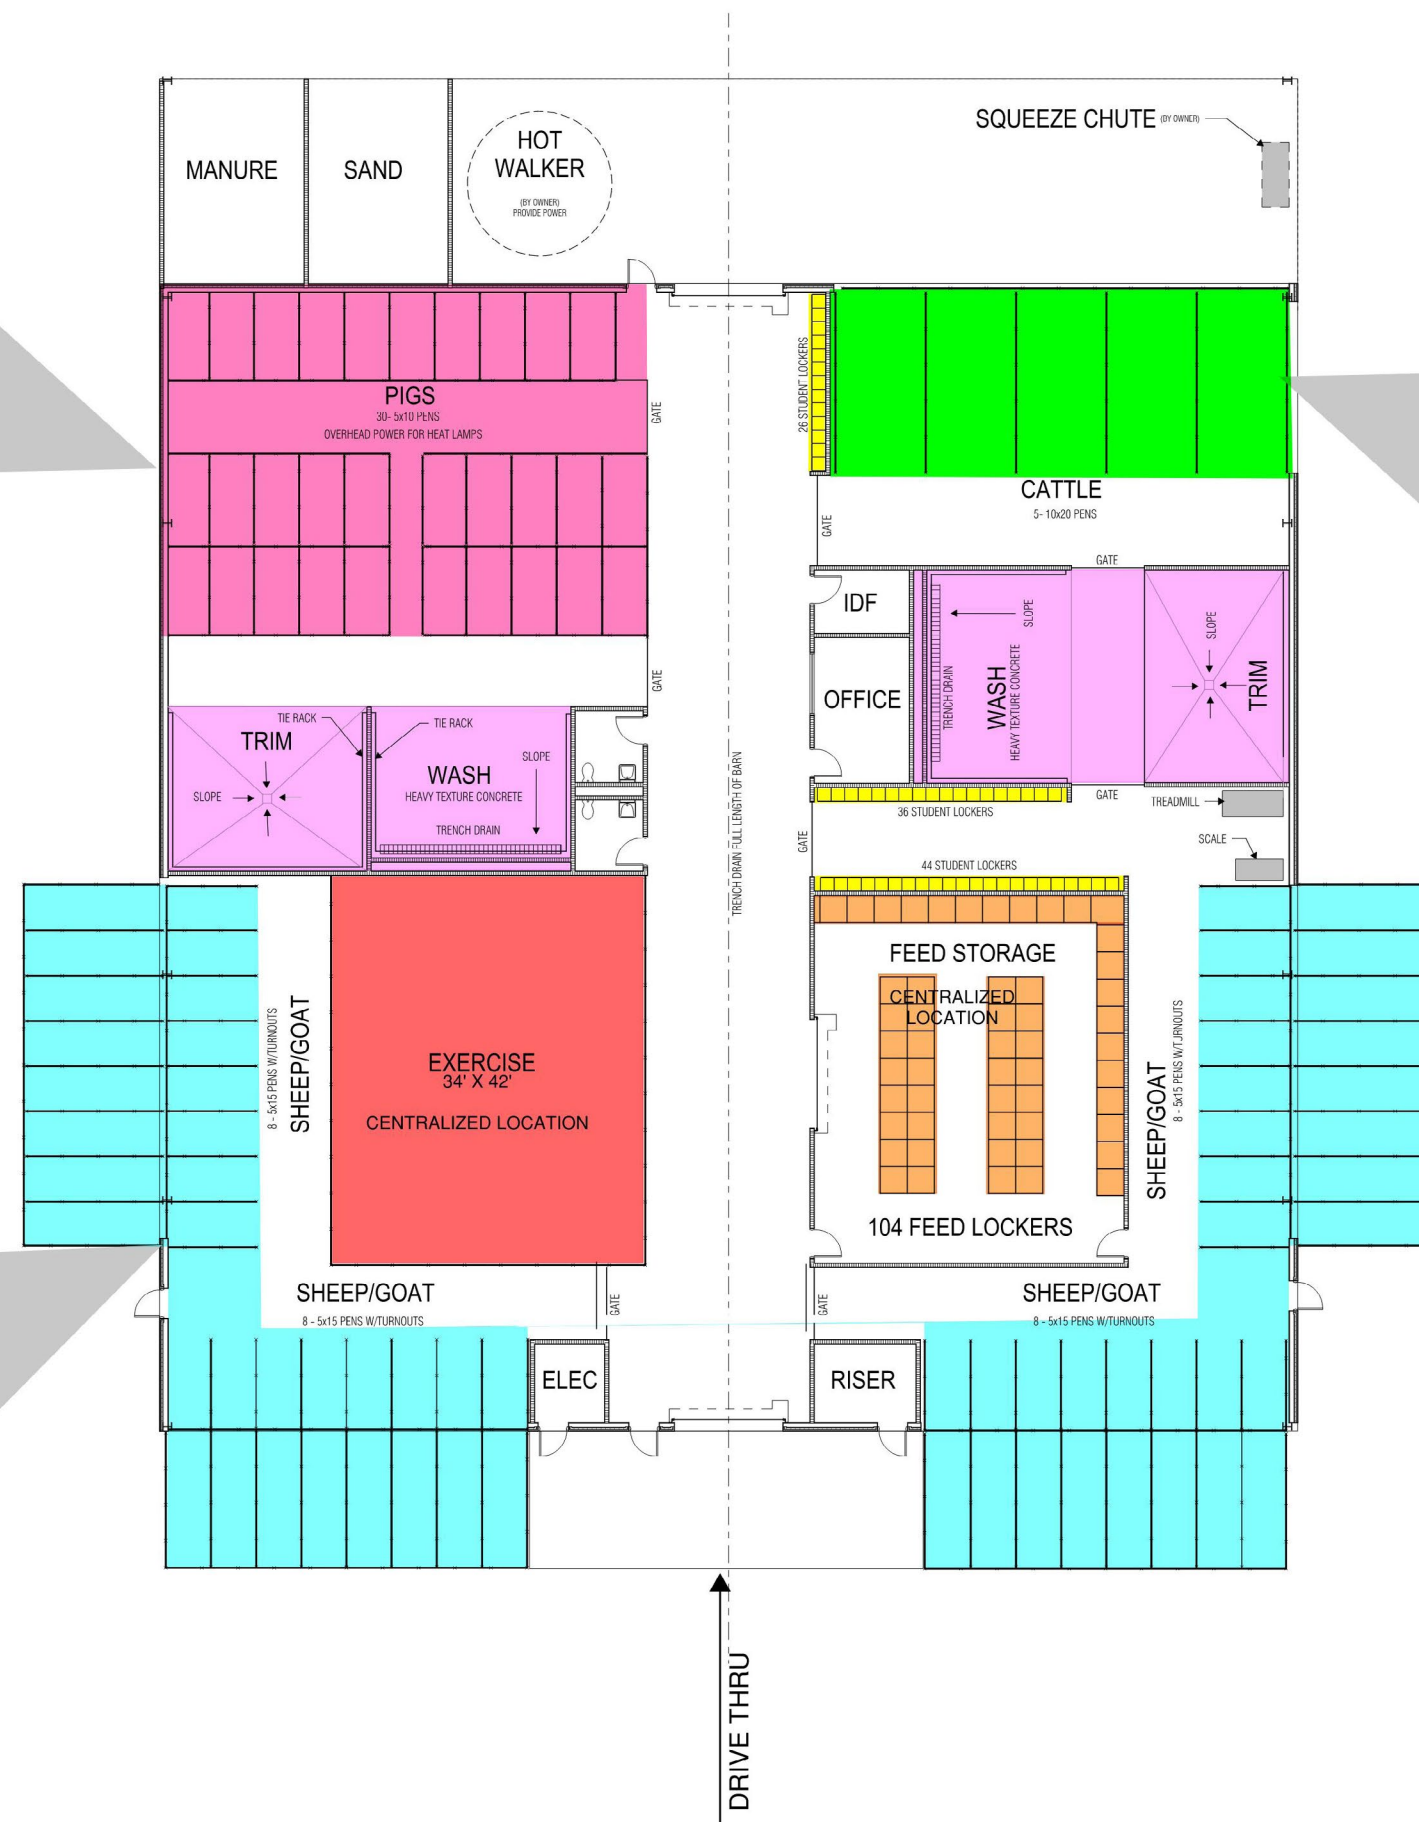 SQUEEZE CHUTE (BY OWNER)
HOT
WALKER
(BY OWNER)
PROVIDE POWER
MANURE
SAND
PIGS
30- 5x10 PENS
OVERHEAD POWER FOR HEAT LAMPS
GATE
26 STUDENT LOCKERS
CATTLE
5- 10x20 PENS
GATE
GATE
IDF
OFFICE
SLOPE
TRENCH DRAIN
WASH
HEAVY TEXTURE CONCRETE
SLOPE
TRIM
GATE
TIE RACK
TIE RACK
TRIM
SLOPE
WASH
HEAVY TEXTURE CONCRETE
SLOPE
TRENCH DRAIN
TRENCH DRAIN FULL LENGTH OF BARN
GATE
TREADMILL
36 STUDENT LOCKERS
GATE
SCALE
44 STUDENT LOCKERS
FEED STORAGE
CENTRALIZED
LOCATION
104 FEED LOCKERS
8 - 5x15 PENS W/TURNOUTS
SHEEP/GOAT
EXERCISE
34' X 42'
CENTRALIZED LOCATION
SHEEP/GOAT
8 - 5x15 PENS W/TURNOUTS
SHEEP/GOAT
8 - 5x15 PENS W/TURNOUTS
GATE
GATE
SHEEP/GOAT
8 - 5x15 PENS W/TURNOUTS
ELEC
RISER
DRIVE THRU